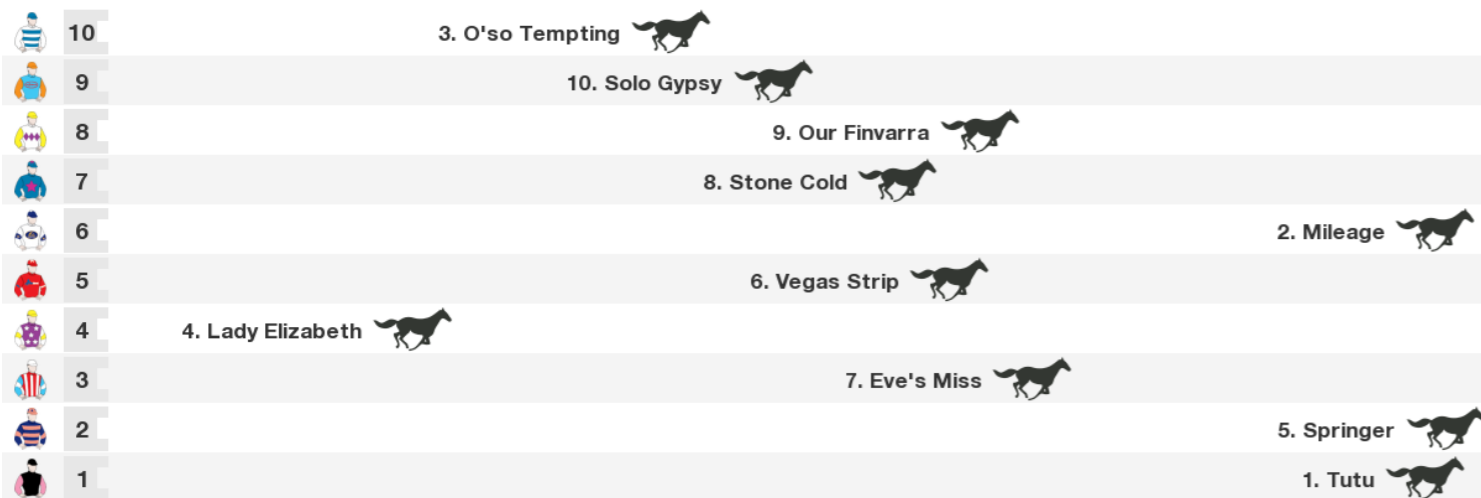 10 3. O'so Tempting
9 10. Solo Gypsy
8 9. Our Finvarra
7 8. Stone Cold
6 2. Mileage
5 6. Vegas Strip
4 4. Lady Elizabeth
3 7. Eve's Miss
2 5. Springer
1 1. Tutu